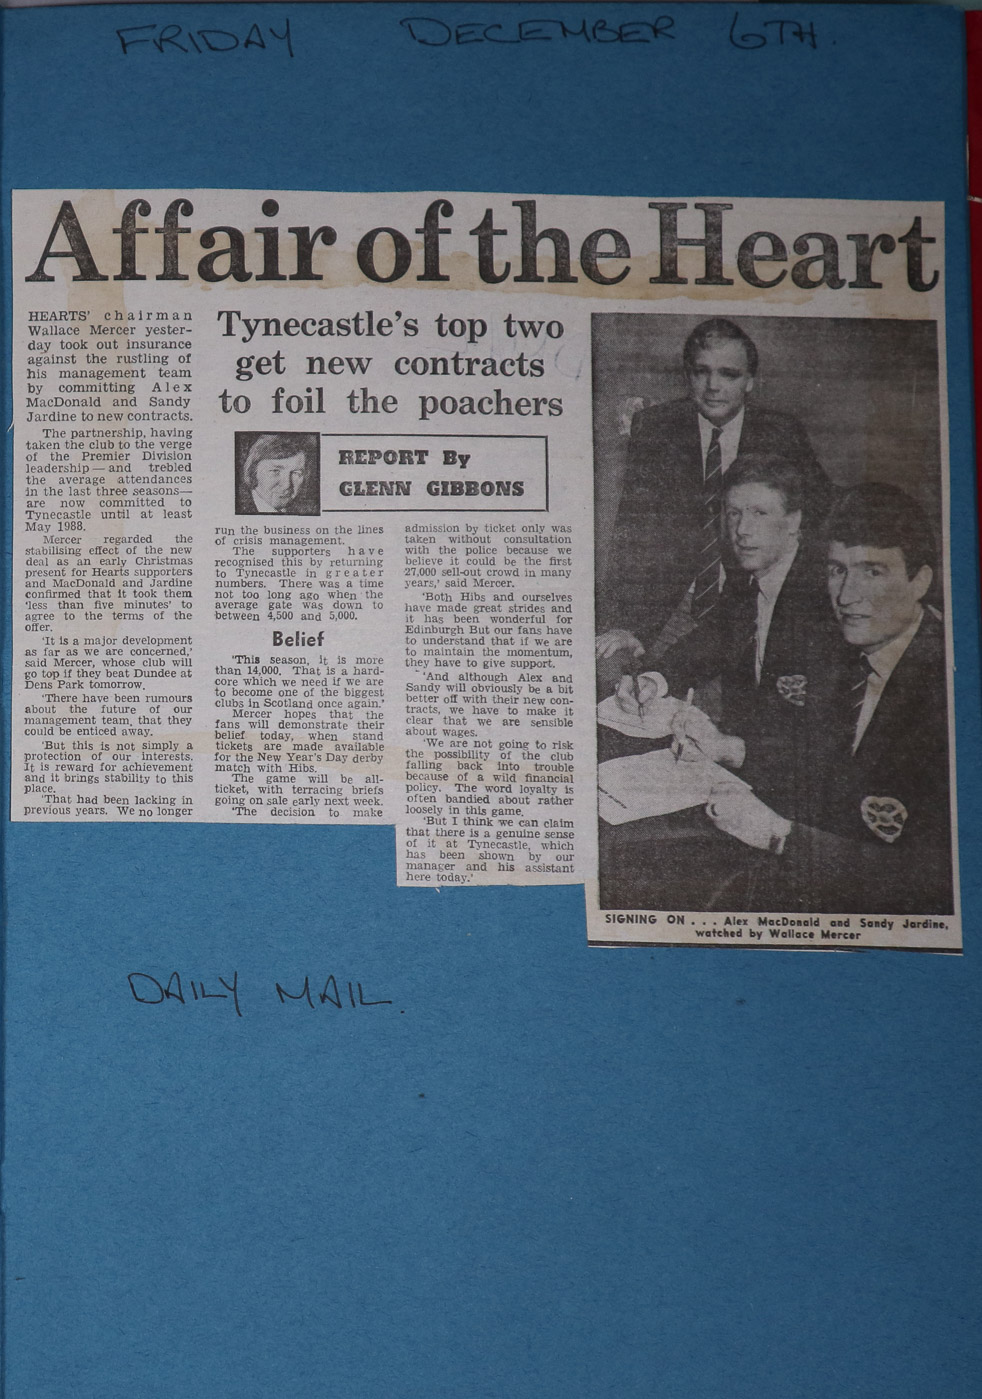 FRIDAY DECEMBER 6TH.
Affair of the Heart
HEARTS' chairman
Wallace Mercer yester-
day took out insurance
against the rustling of
his management team
by committing Alex
MacDonald and Sandy
Jardine to new contracts.
The partnership, having
taken the club to the verge
of the Premier Division
leadership — and trebled
the average attendances
in the last three seasons—
are now committed to
Tynecastle until at least
May 1988.
Mercer regarded the
stabilising effect of the new
deal as an early Christmas
present for Hearts supporters
and MacDonald and Jardine
confirmed that it took them
'less than five minutes' to
agree to the terms of the
offer.
'It is a major development
as far as we are concerned,'
said Mercer, whose club will
go top if they beat Dundee at
Dens Park tomorrow.
'There have been rumours
about the future of our
management team, that they
could be enticed away.
'But this is not simply a
protection of our interests.
It is reward for achievement
and it brings stability to this
place.
'That had been lacking in
previous years. We no longer
Tynecastle's top two
get new contracts
to foil the poachers
REPORT By
GLENN GIBBONS
run the business on the lines
of crisis management.
The supporters have
recognised this by returning
to Tynecastle in greater
numbers. There was a time
not too long ago when the
average gate was down to
between 4,500 and 5,000.
Belief
'This season, it is more
than 14,000. That is a hard-
core which we need if we are
to become one of the biggest
clubs in Scotland once again.'
Mercer hopes that the
fans will demonstrate their
belief today, when stand
tickets are made available
for the New Year's Day derby
match with Hibs.
The game will be all-
ticket, with terracing briefs
going on sale early next week.
'The decision to make
admission by ticket only was
taken without consultation
with the police because we
believe it could be the first
27,000 sell-out crowd in many
years,' said Mercer.
'Both Hibs and ourselves
have made great strides and
it has been wonderful for
Edinburgh But our fans have
to understand that if we are
to maintain the momentum,
they have to give support.
'And although Alex and
Sandy will obviously be a bit
better off with their new con-
tracts, we have to make it
clear that we are sensible
about wages.
'We are not going to risk
the possibility of the club
falling back into trouble
because of a wild financial
policy. The word loyalty is
often bandied about rather
loosely in this game.
'But I think we can claim
that there is a genuine sense
of it at Tynecastle, which
has been shown by our
manager and his assistant
here today.'
SIGNING ON . . . Alex MacDonald and Sandy Jardine,
watched by Wallace Mercer
DAILY MAIL.